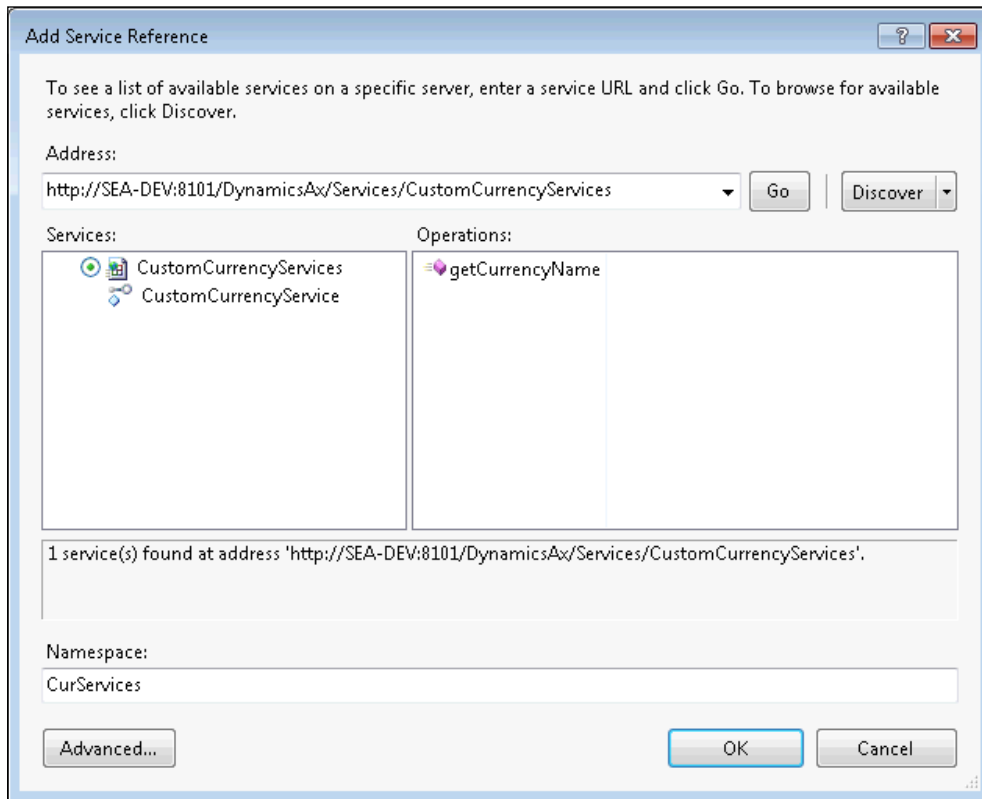 Add Service Reference
To see a list of available services on a specific server, enter a service URL and click Go. To browse for available
services, click Discover.
Address:
http://SEA-DEV:8101/DynamicsAx/Services/CustomCurrencyServices
Go
Discover
Services:
Operations:
CustomCurrencyServices
CustomCurrencyService
getCurrencyName
1 service(s) found at address 'http://SEA-DEV:8101/DynamicsAx/Services/CustomCurrencyServices'.
Namespace:
CurServices
Advanced...
OK
Cancel